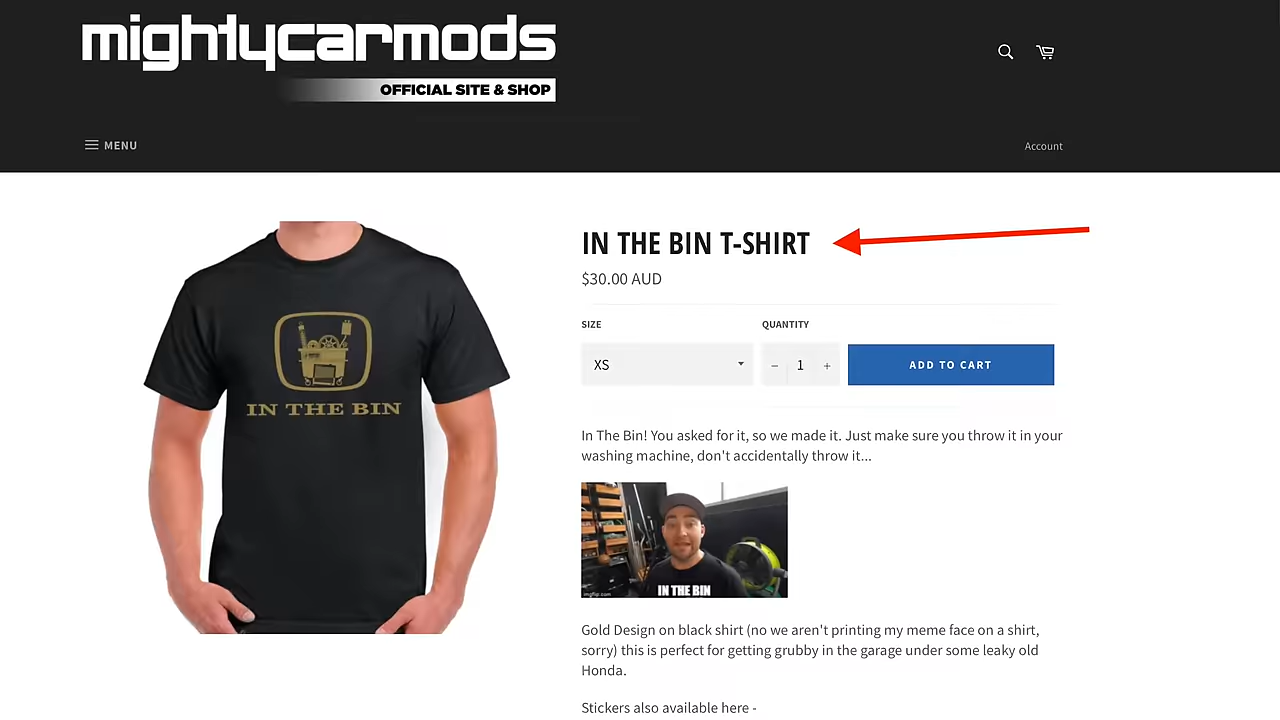 mightycarmods
OFFICIAL SITE & SHOP
MENU
Account
IN THE BIN T-SHIRT
$30.00 AUD
SIZE
QUANTITY
XS
− 1 +
ADD TO CART
IN THE BIN
In The Bin! You asked for it, so we made it. Just make sure you throw it in your
washing machine, don't accidentally throw it...
IN THE BIN
imgflip.com
Gold Design on black shirt (no we aren't printing my meme face on a shirt,
sorry) this is perfect for getting grubby in the garage under some leaky old
Honda.
Stickers also available here -